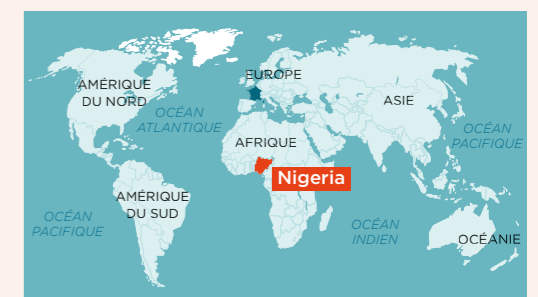 EUROPE
AMÉRIQUE
DU NORD
ASIE
OCÉAN
ATLANTIQUE
OCÉAN
PACIFIQUE
AFRIQUE
Nigeria
AMÉRIQUE
DU SUD
OCÉAN
PACIFIQUE
OCÉAN
INDIEN
OCÉANIE